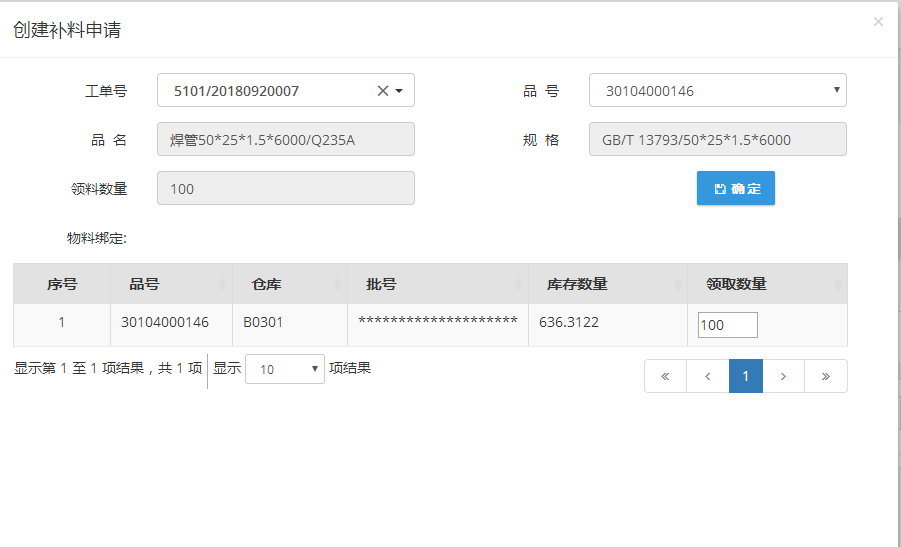 创建补料申请 ×
工单号 5101/20180920007 品 号 30104000146
品 名 焊管50*25*1.5*6000/Q235A 规 格 GB/T 13793/50*25*1.5*6000
领料数量 100 确定
物料绑定:
序号 品号 仓库 批号 库存数量 领取数量
1 30104000146 B0301 ******************** 636.3122 100
显示第 1 至 1 项结果，共 1 项 显示 10 项结果 « ‹ 1 › »